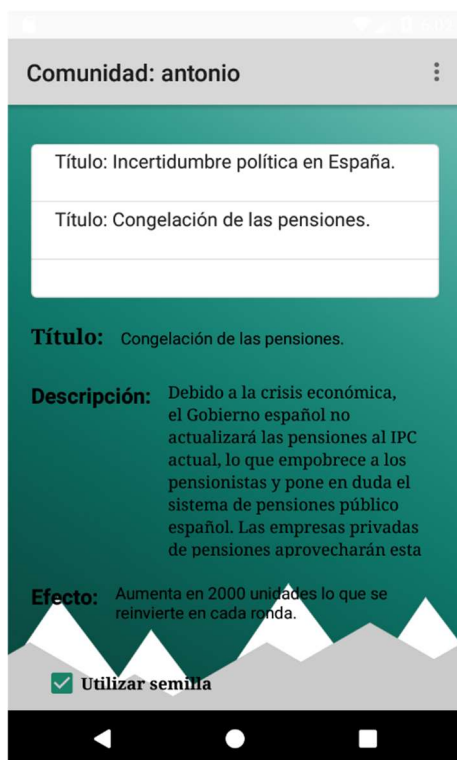 Comunidad: antonio
Título: Incertidumbre política en España.
Título: Congelación de las pensiones.
Título: Congelación de las pensiones.
Descripción: Debido a la crisis económica,
el Gobierno español no
actualizará las pensiones al IPC
actual, lo que empobrece a los
pensionistas y pone en duda el
sistema de pensiones público
español. Las empresas privadas
de pensiones aprovecharán esta
Efecto: Aumenta en 2000 unidades lo que se
reinvierte en cada ronda.
Utilizar semilla